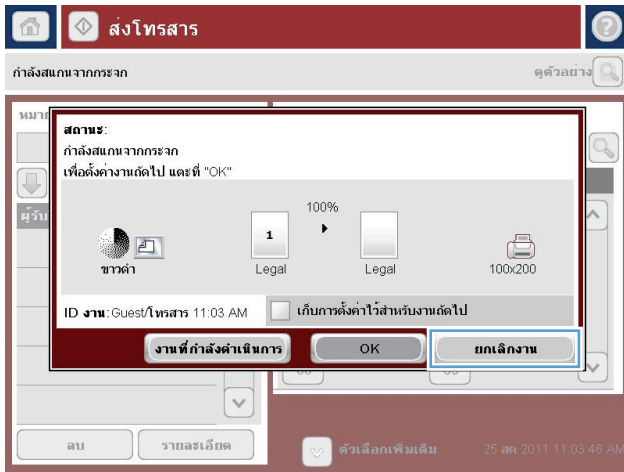 ส่งโทรสาร
กำลังสแกนจากกระจก
ดูตัวอย่าง
สถานะ:
กำลังสแกนจากกระจก
เพื่อตั้งค่างานถัดไป แตะที่ "OK"
100%
1
ขาวดำ
Legal
Legal
100x200
ID งาน:Guest/โทรสาร 11:03 AM
เก็บการตั้งค่าไว้สำหรับงานถัดไป
งานที่กำลังดำเนินการ
OK
ยกเลิกงาน
ลบ
รายละเอียด
ตัวเลือกเพิ่มเติม
25 สค 2011 11:03:46 AM